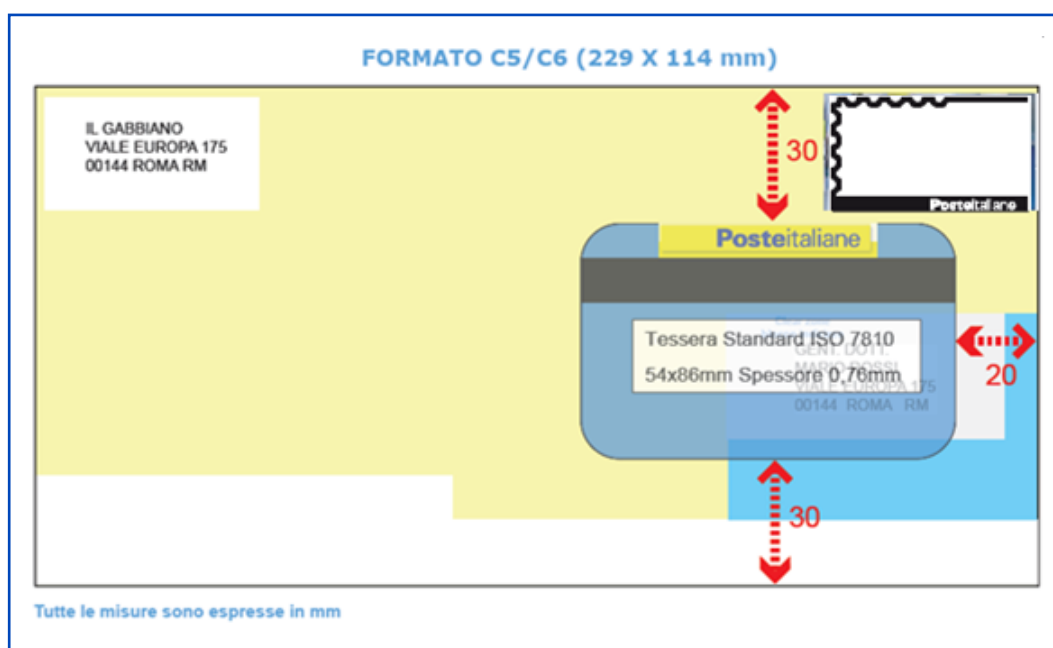 FORMATO C5/C6 (229 X 114 mm)
IL GABBIANO
VIALE EUROPA 175
00144 ROMA RM
30
Posteitaliane
Posteitaliane
Tessera Standard ISO 7810
54x86mm Spessore 0,76mm
GENT. DOTT.
MARIO ROSSI
VIALE EUROPA 175
00144 ROMA RM
20
30
Tutte le misure sono espresse in mm